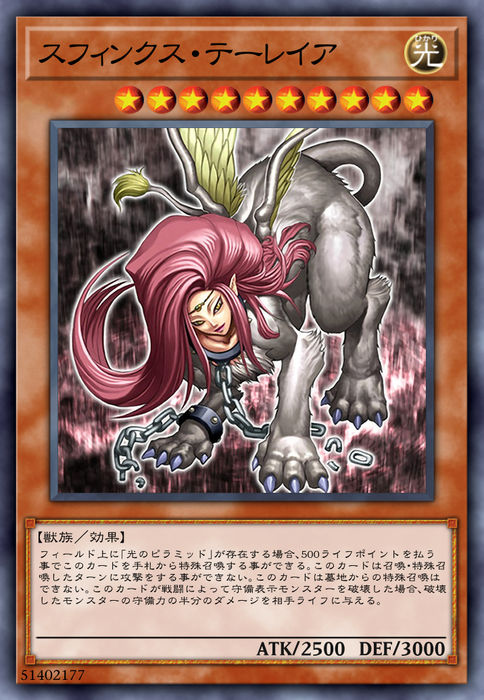 スフィンクス・テーレイア
ひかり
光
【獣族／効果】
フィールド上に「光のピラミッド」が存在する場合、500ライフポイントを払う
事でこのカードを手札から特殊召喚する事ができる。このカードは召喚・特殊召
喚したターンに攻撃をする事ができない。このカードは墓地からの特殊召喚は
できない。このカードが戦闘によって守備表示モンスターを破壊した場合、破壊
したモンスターの守備力の半分のダメージを相手ライフに与える。
ATK/2500 DEF/3000
51402177